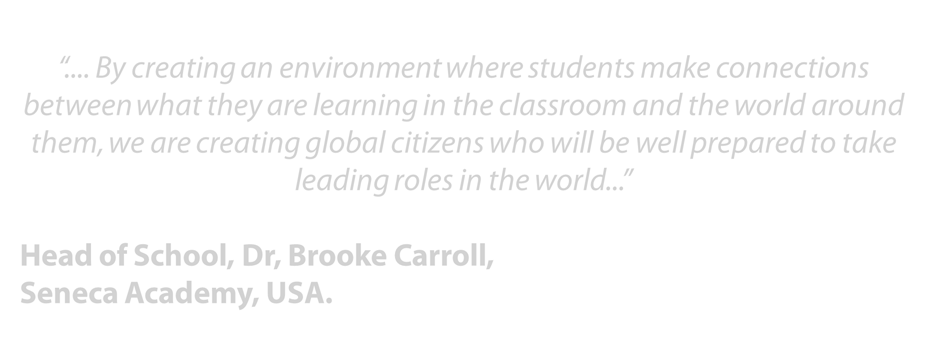 “.... By creating an environment where students make connections
between what they are learning in the classroom and the world around
them, we are creating global citizens who will be well prepared to take
leading roles in the world...”
Head of School, Dr, Brooke Carroll,
Seneca Academy, USA.